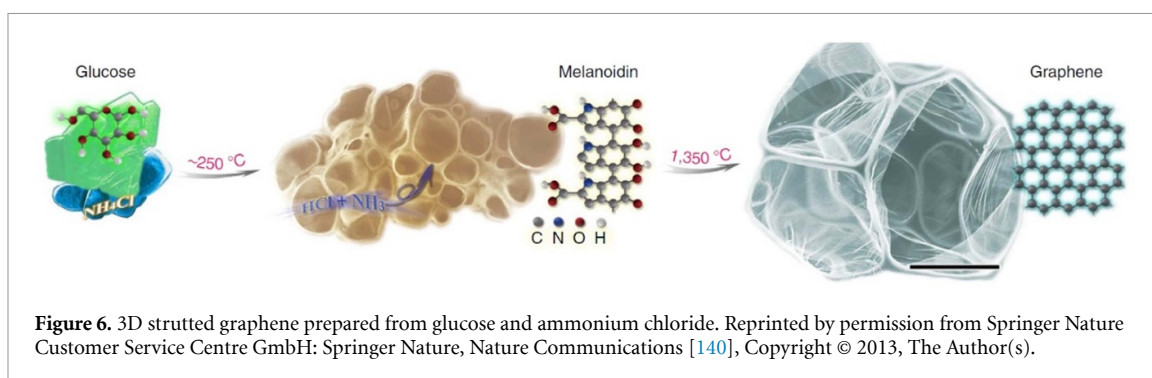 Glucose
Melanoidin
Graphene
~250 °C
1,350 °C
NH₄Cl
HCl + NH₃
C N O H
Figure 6. 3D strutted graphene prepared from glucose and ammonium chloride. Reprinted by permission from Springer Nature
Customer Service Centre GmbH: Springer Nature, Nature Communications [140], Copyright © 2013, The Author(s).